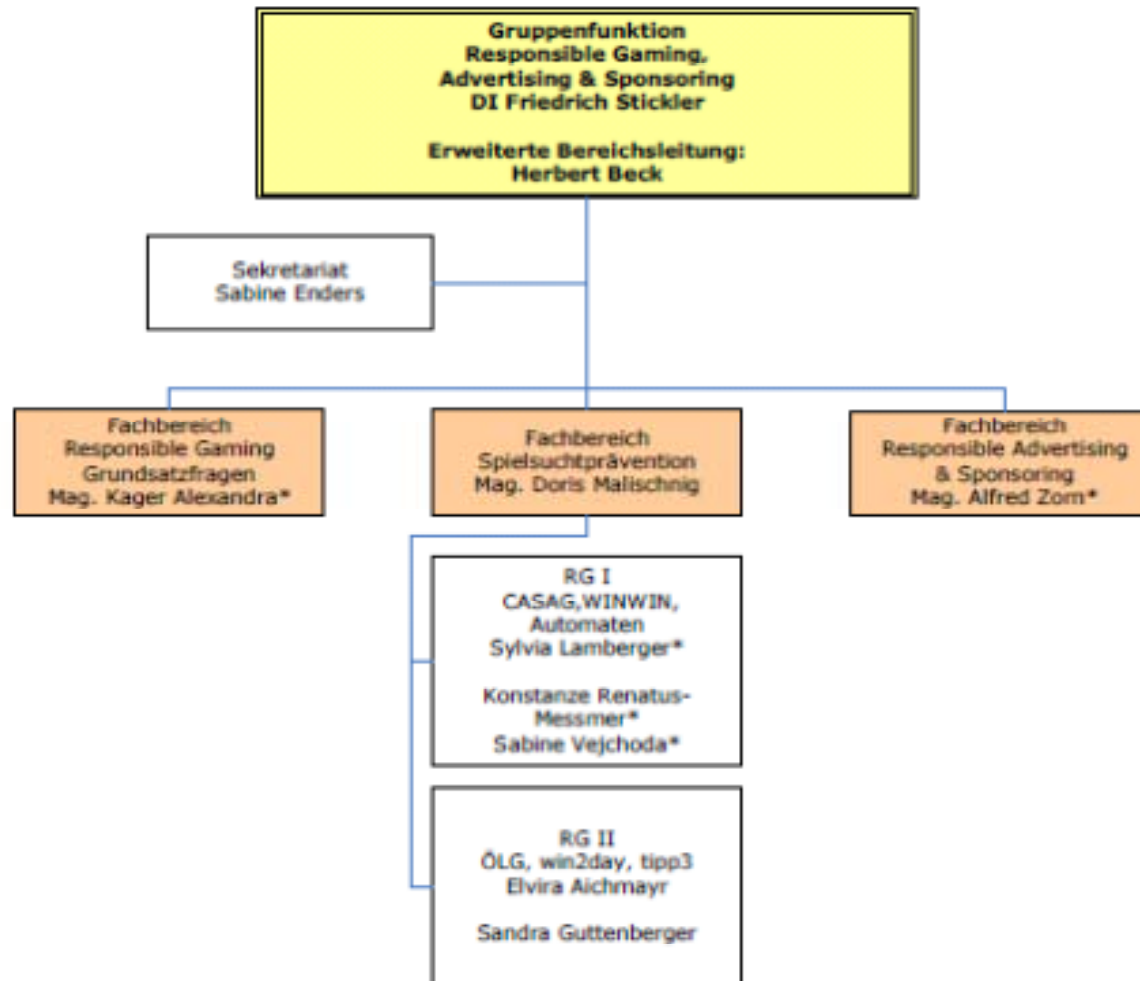 Gruppenfunktion
Responsible Gaming,
Advertising & Sponsoring
DI Friedrich Stickler
Erweiterte Bereichsleitung:
Herbert Beck
Sekretariat
Sabine Enders
Fachbereich
Responsible Gaming
Grundsatzfragen
Mag. Kager Alexandra*
Fachbereich
Spielsuchtprävention
Mag. Doris Malischnig
Fachbereich
Responsible Advertising
& Sponsoring
Mag. Alfred Zorn*
RG I
CASAG,WINWIN,
Automaten
Sylvia Lamberger*
Konstanze Renatus-
Messmer*
Sabine Vejchoda*
RG II
ÖLG, win2day, tipp3
Elvira Aichmayr
Sandra Guttenberger